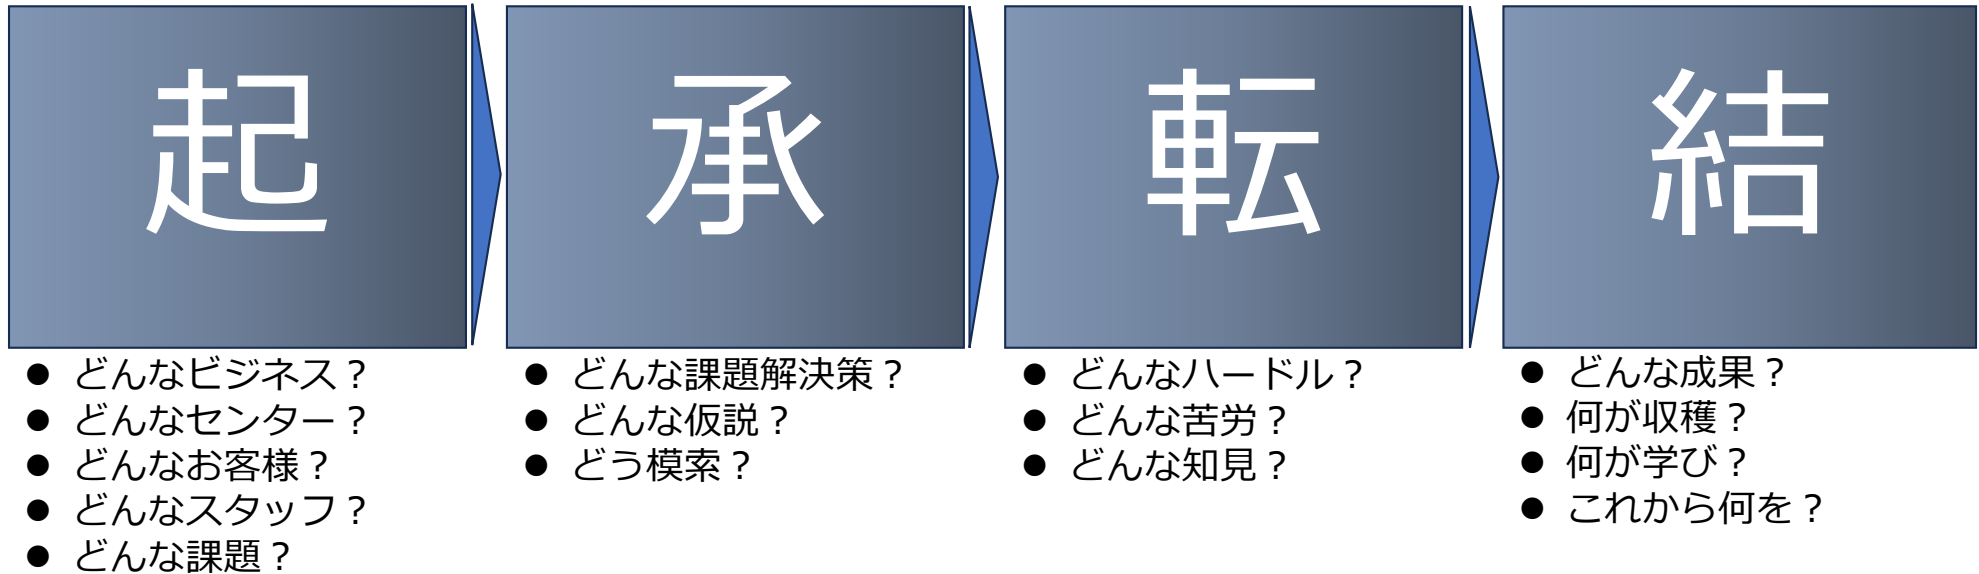 起
● どんなビジネス？
● どんなセンター？
● どんなお客様？
● どんなスタッフ？
● どんな課題？
承
● どんな課題解決策？
● どんな仮説？
● どう模索？
転
● どんなハードル？
● どんな苦労？
● どんな知見？
結
● どんな成果？
● 何が収穫？
● 何が学び？
● これから何を？